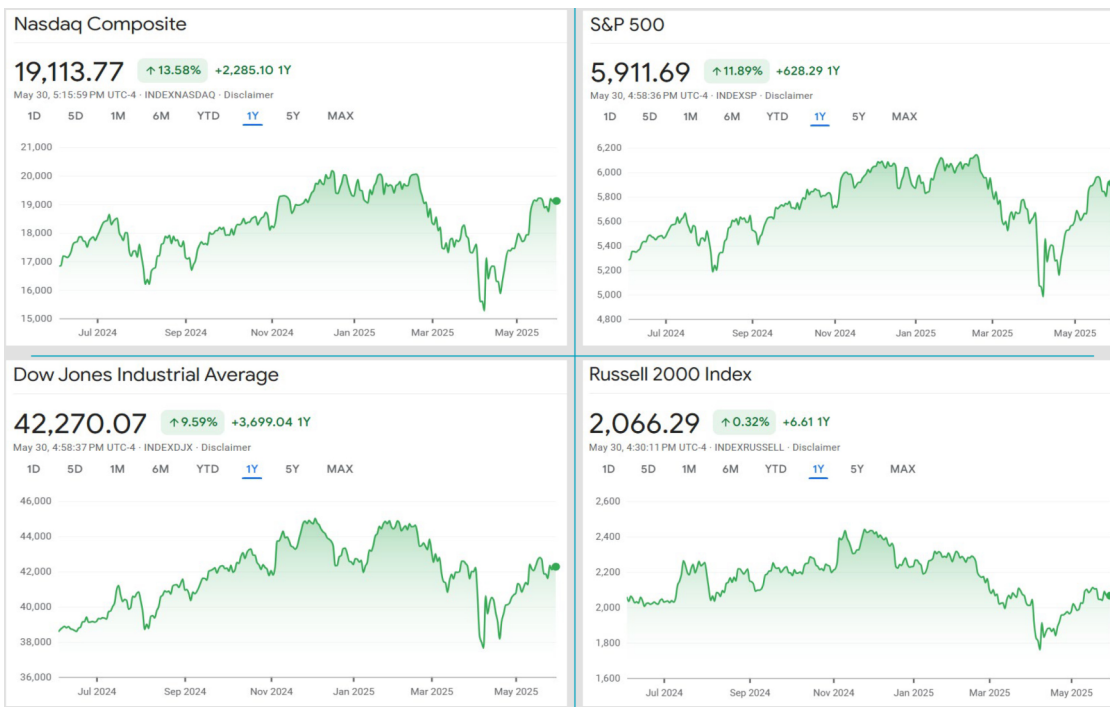 Nasdaq Composite
19,113.77 ↑ 13.58% +2,285.10 1Y
May 30, 5:15:59 PM UTC-4 · INDEXNASDAQ · Disclaimer
1D 5D 1M 6M YTD 1Y 5Y MAX
21,000
20,000
19,000
18,000
17,000
16,000
15,000
Jul 2024 Sep 2024 Nov 2024 Jan 2025 Mar 2025 May 2025
S&P 500
5,911.69 ↑ 11.89% +628.29 1Y
May 30, 4:58:36 PM UTC-4 · INDEXSP · Disclaimer
1D 5D 1M 6M YTD 1Y 5Y MAX
6,200
6,000
5,800
5,600
5,400
5,200
5,000
4,800
Jul 2024 Sep 2024 Nov 2024 Jan 2025 Mar 2025 May 2025
Dow Jones Industrial Average
42,270.07 ↑ 9.59% +3,699.04 1Y
May 30, 4:58:37 PM UTC-4 · INDEXDJX · Disclaimer
1D 5D 1M 6M YTD 1Y 5Y MAX
46,000
44,000
42,000
40,000
38,000
36,000
Jul 2024 Sep 2024 Nov 2024 Jan 2025 Mar 2025 May 2025
Russell 2000 Index
2,066.29 ↑ 0.32% +6.61 1Y
May 30, 4:30:11 PM UTC-4 · INDEXRUSSELL · Disclaimer
1D 5D 1M 6M YTD 1Y 5Y MAX
2,600
2,400
2,200
2,000
1,800
1,600
Jul 2024 Sep 2024 Nov 2024 Jan 2025 Mar 2025 May 2025